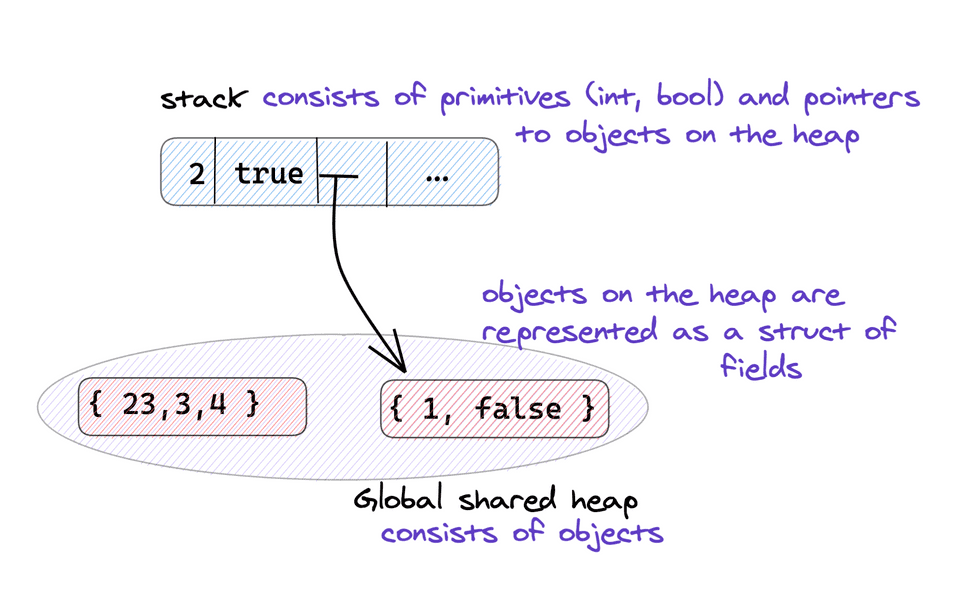 stack consists of primitives (int, bool) and pointers
to objects on the heap
2 true ...
objects on the heap are
represented as a struct of
fields
{ 23,3,4 } { 1, false }
Global shared heap
consists of objects